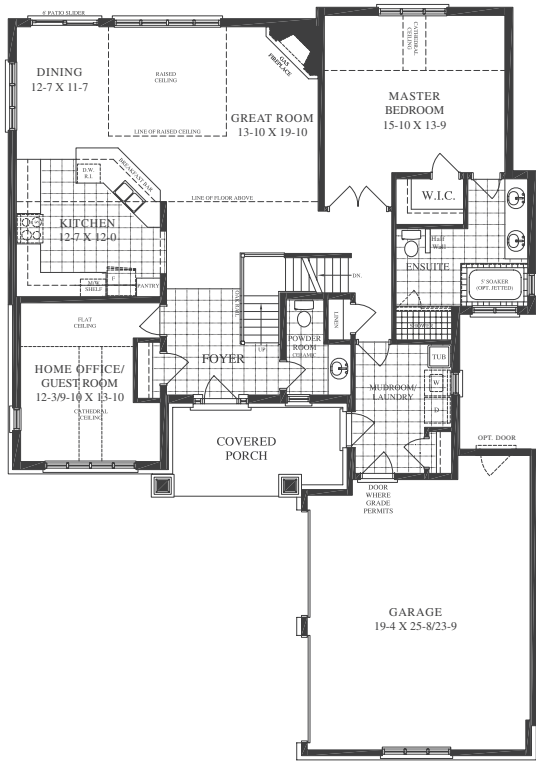 6' PATIO SLIDER
DINING
12-7 X 11-7
RAISED
CEILING
GAS
FIREPLACE
CATHEDRAL
CEILING
GREAT ROOM
13-10 X 19-10
MASTER
BEDROOM
15-10 X 13-9
LINE OF RAISED CEILING
BREAKFAST BAR
D.W.
R.I.
LINE OF FLOOR ABOVE
W.I.C.
KITCHEN
12-7 X 12-0
Half
Wall
ENSUITE
5' SOAKER
(OPT. JETTED)
DN.
F
M/W
SHELF
PANTRY
OAK RAIL
UP
FLAT
CEILING
LINEN
SHOWER
POWDER
ROOM
CERAMIC
FOYER
TUB
W
D
HOME OFFICE/
GUEST ROOM
12-3/9-10 X 13-10
CATHEDRAL
CEILING
MUDROOM/
LAUNDRY
COVERED
PORCH
OPT. DOOR
DOOR
WHERE
GRADE
PERMITS
GARAGE
19-4 X 25-8/23-9